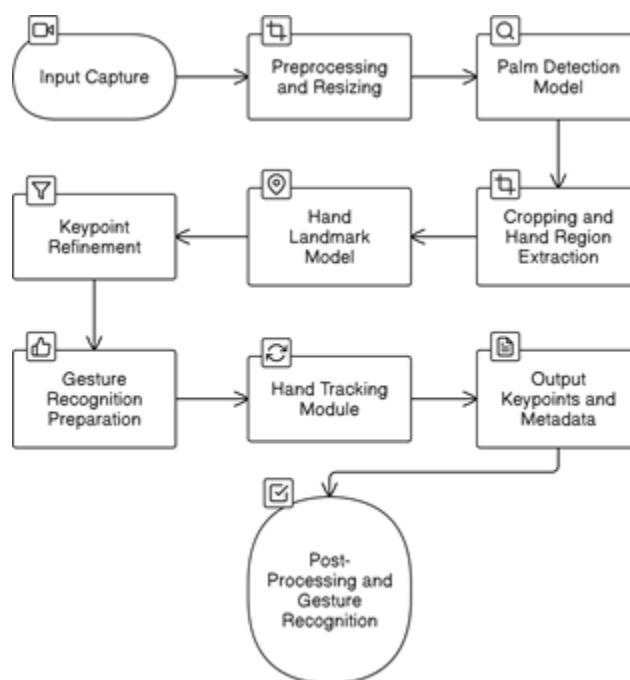 Input Capture
Preprocessing
and Resizing
Palm Detection
Model
Cropping and
Hand Region
Extraction
Hand
Landmark
Model
Keypoint
Refinement
Gesture
Recognition
Preparation
Hand Tracking
Module
Output
Keypoints and
Metadata
Post-
Processing and
Gesture
Recognition